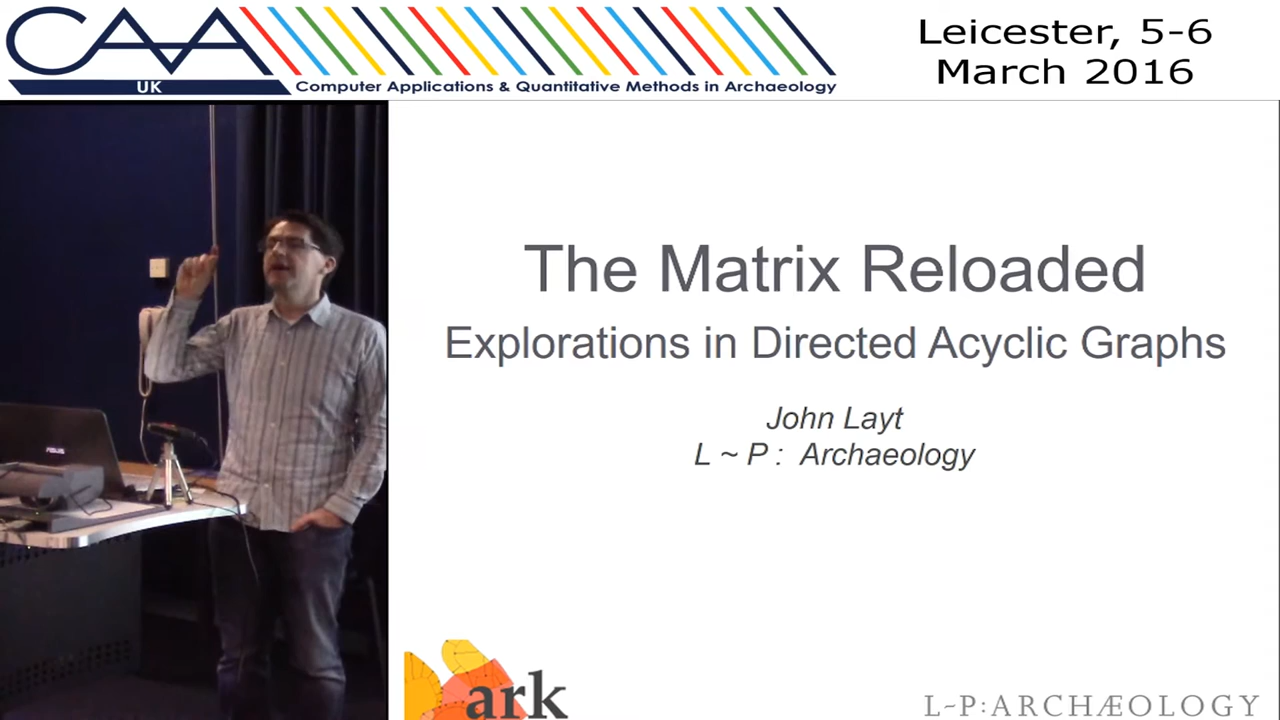 CAA
UK
Computer Applications & Quantitative Methods in Archaeology
Leicester, 5-6
March 2016
The Matrix Reloaded
Explorations in Directed Acyclic Graphs
John Layt
L ~ P : Archaeology
ASUS
ark
L~P:ARCHÆOLOGY